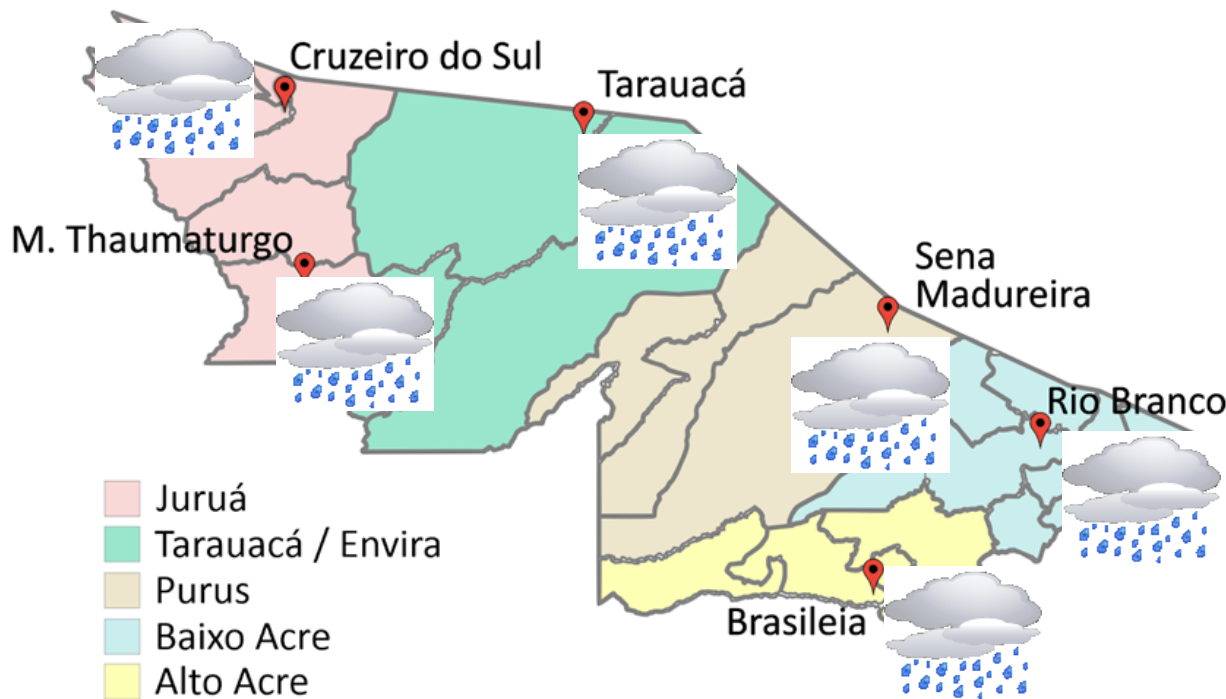 Cruzeiro do Sul
Tarauacá
M. Thaumaturgo
Sena
Madureira
Rio Branco
Juruá
Tarauacá / Envira
Purus
Baixo Acre
Alto Acre
Brasileia